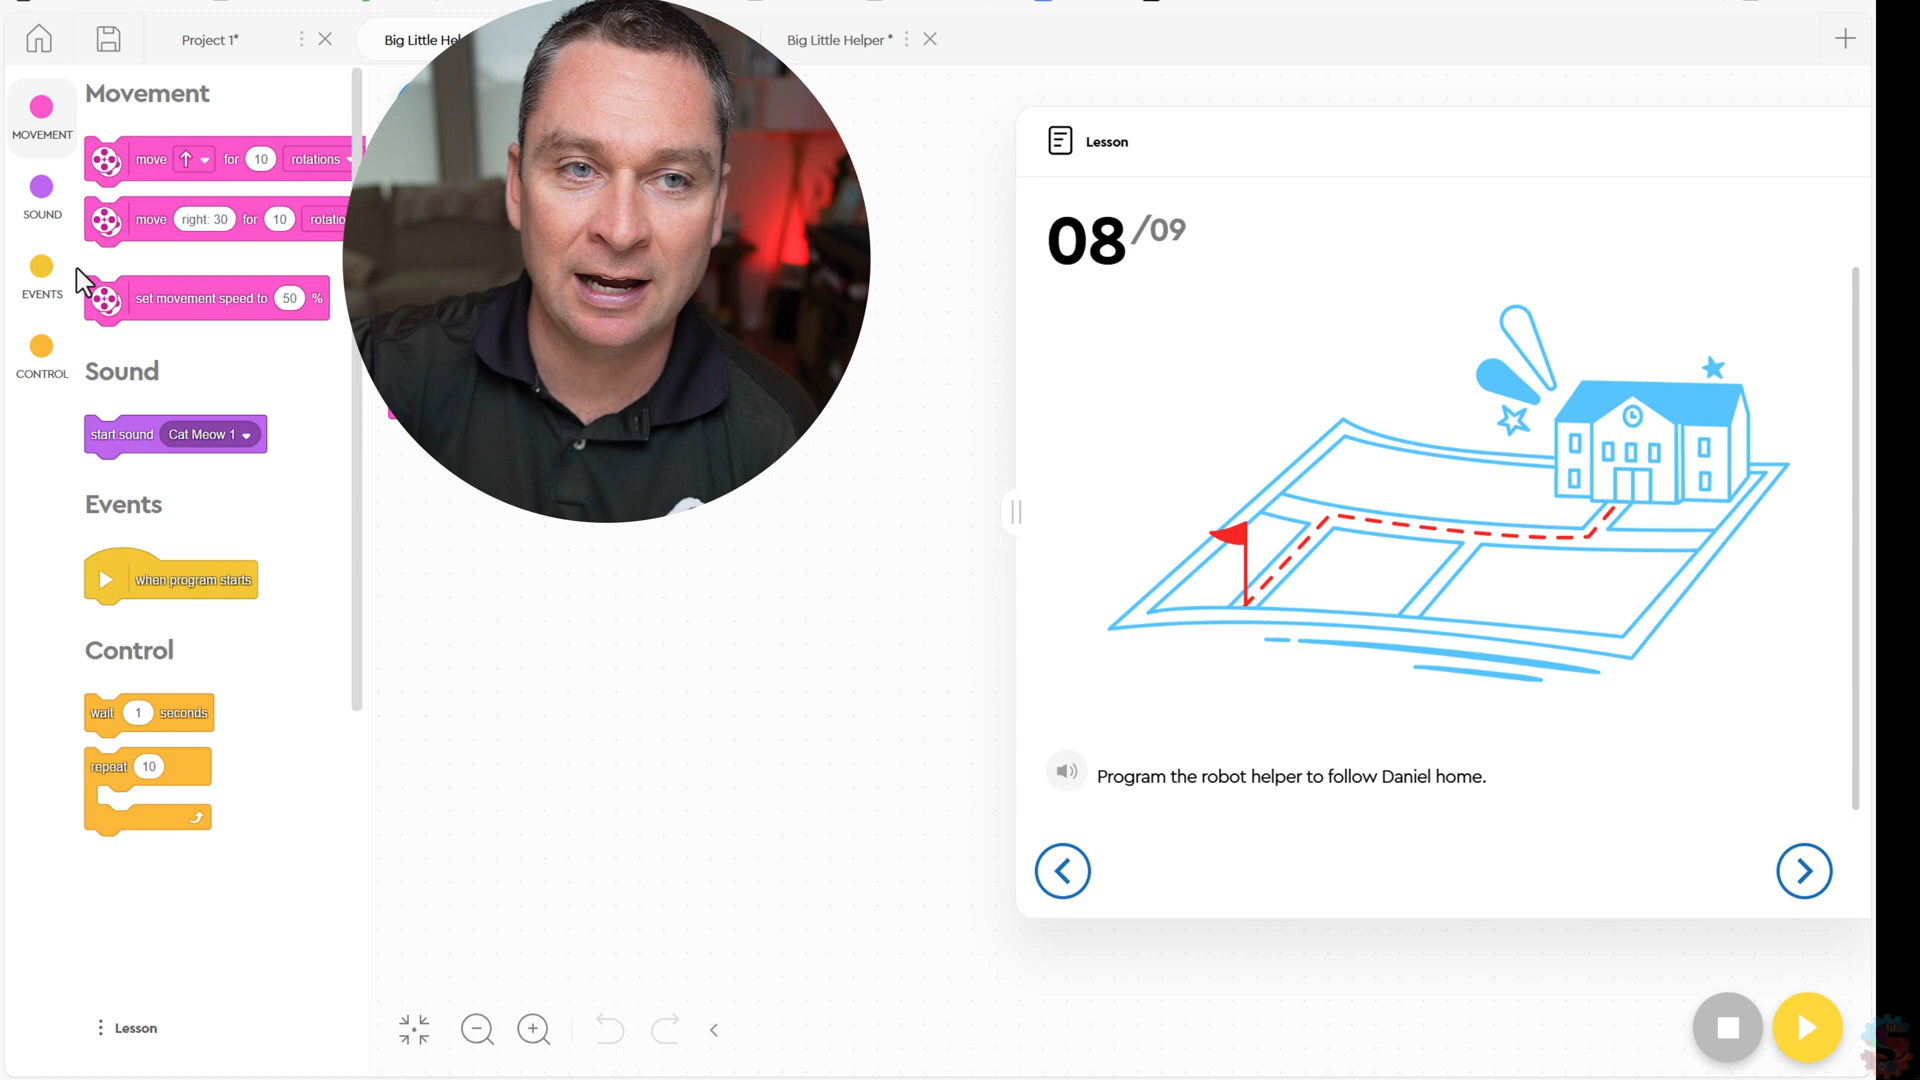 Project 1*
Big Little Hel
Big Little Helper *
MOVEMENT
SOUND
EVENTS
CONTROL
Movement
move for 10 rotations
move right: 30 for 10 rotatio
set movement speed to 50 %
Sound
start sound Cat Meow 1
Events
when program starts
Control
wait 1 seconds
repeat 10
Lesson
Lesson
08/09
Program the robot helper to follow Daniel home.